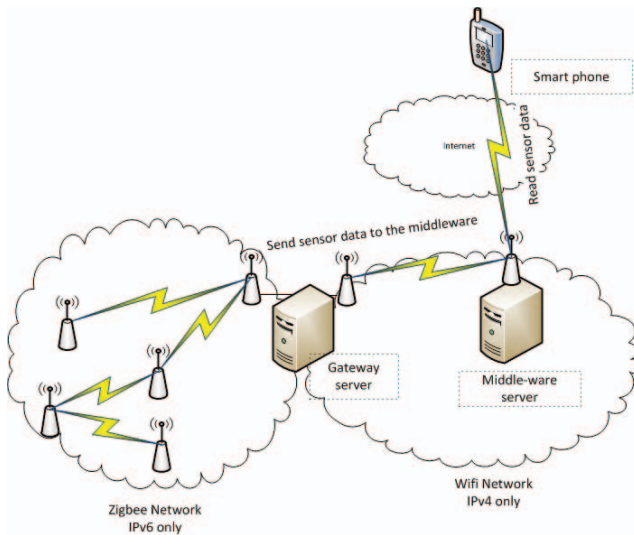 Smart phone
Internet
Read sensor data
Send sensor data to the middleware
Gateway
server
Middle-ware
server
Zigbee Network
IPv6 only
Wifi Network
IPv4 only